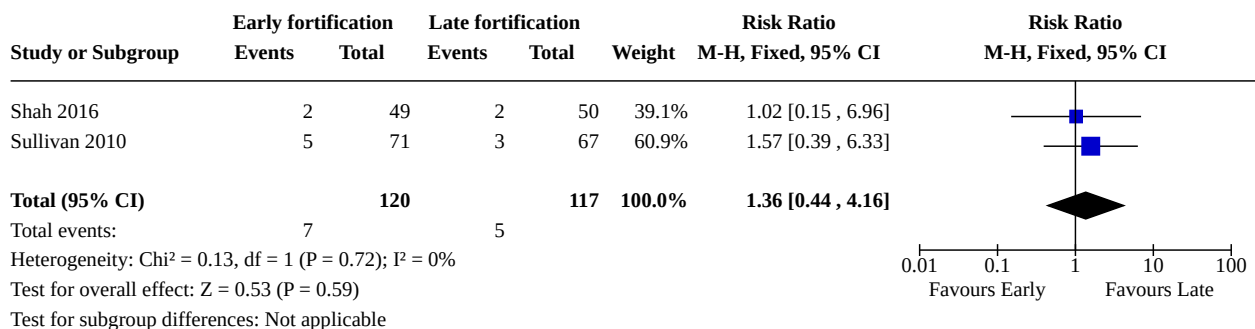 Early fortification Late fortification Risk Ratio Risk Ratio
Study or Subgroup Events Total Events Total Weight M-H, Fixed, 95% CI M-H, Fixed, 95% CI
Shah 2016 2 49 2 50 39.1% 1.02 [0.15 , 6.96]
Sullivan 2010 5 71 3 67 60.9% 1.57 [0.39 , 6.33]
Total (95% CI) 120 117 100.0% 1.36 [0.44 , 4.16]
Total events: 7 5
Heterogeneity: Chi² = 0.13, df = 1 (P = 0.72); I² = 0%
0.01 0.1 1 10 100
Test for overall effect: Z = 0.53 (P = 0.59) Favours Early Favours Late
Test for subgroup differences: Not applicable